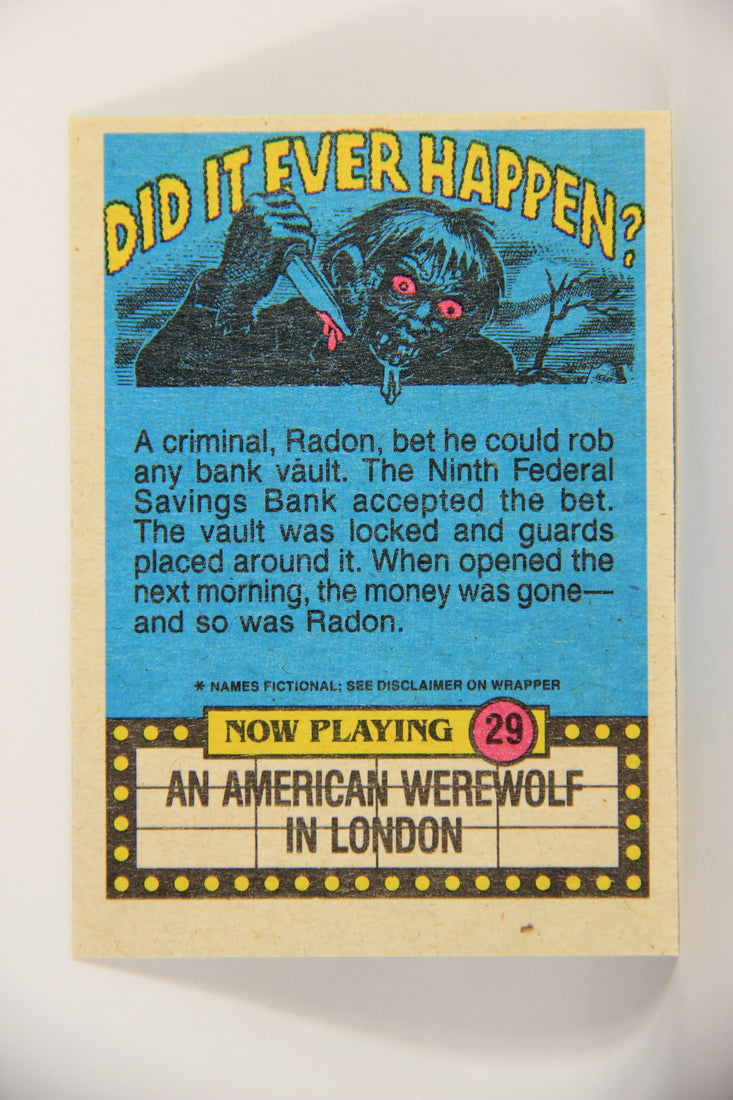 DID IT EVER HAPPEN?
A criminal, Radon, bet he could rob
any bank vault. The Ninth Federal
Savings Bank accepted the bet.
The vault was locked and guards
placed around it. When opened the
next morning, the money was gone—
and so was Radon.
* NAMES FICTIONAL; SEE DISCLAIMER ON WRAPPER
NOW PLAYING 29
AN AMERICAN WEREWOLF
IN LONDON